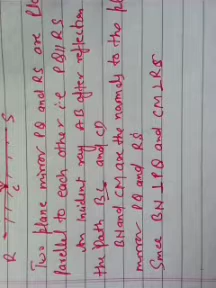 R C S
Two plane mirror PQ and RS are
parellel to each other i.e PQ || RS
An incident ray AB after reflection
the path BC and CD
BN and CM are the normals to the
mirror PQ and RS
Since BN ⊥ PQ and CM ⊥ RS